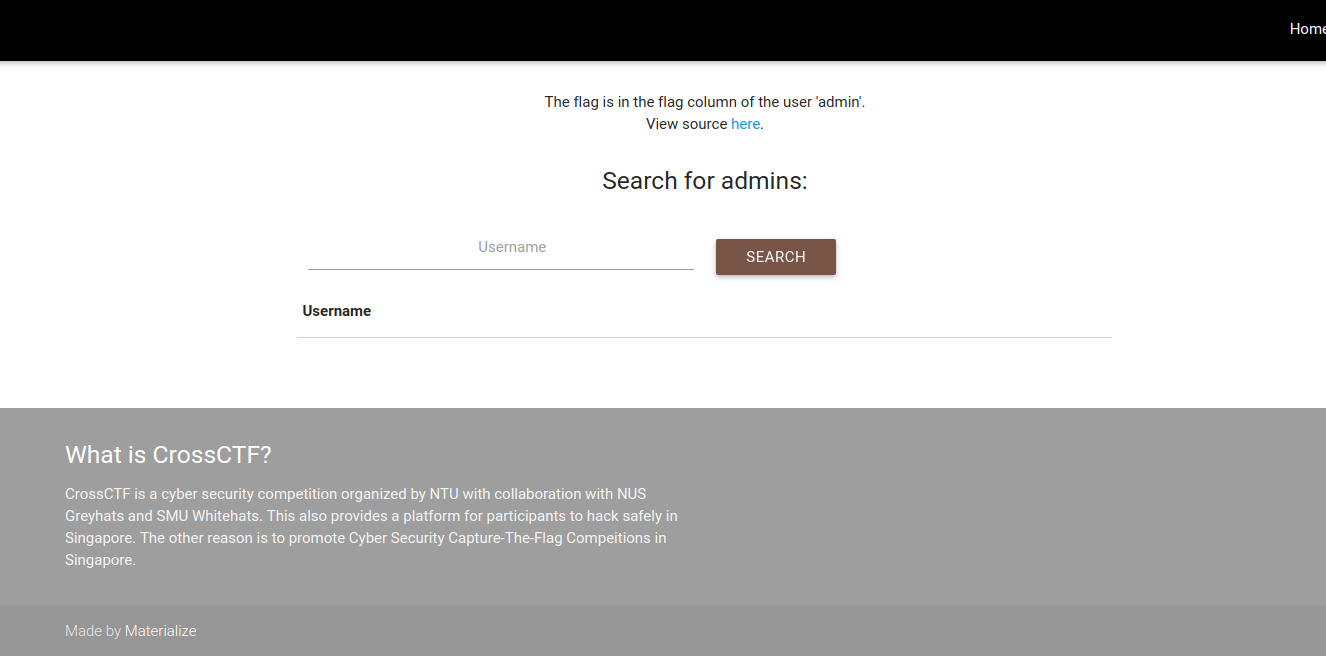 Home
The flag is in the flag column of the user 'admin'.
View source here.
Search for admins:
Username
SEARCH
Username
What is CrossCTF?
CrossCTF is a cyber security competition organized by NTU with collaboration with NUS
Greyhats and SMU Whitehats. This also provides a platform for participants to hack safely in
Singapore. The other reason is to promote Cyber Security Capture-The-Flag Compeitions in
Singapore.
Made by Materialize